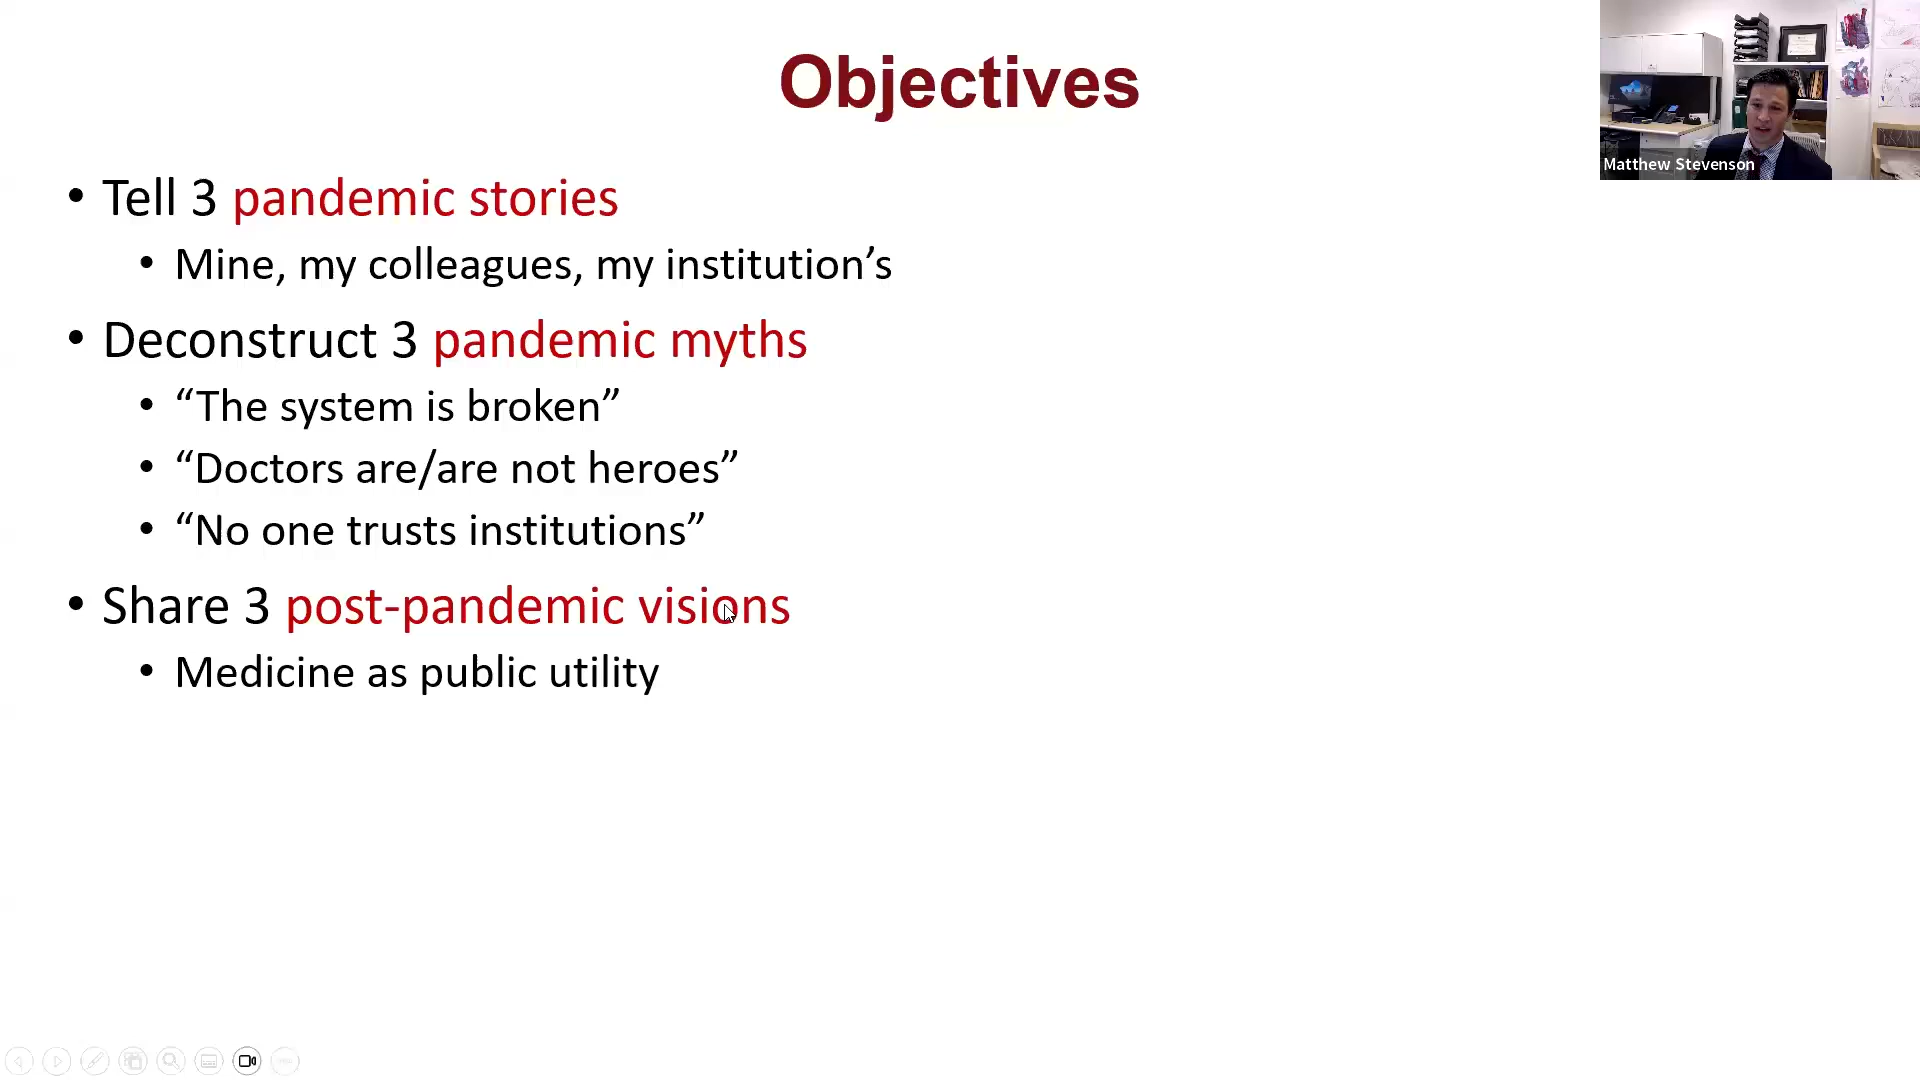 Objectives
Matthew Stevenson
• Tell 3 pandemic stories
• Mine, my colleagues, my institution’s
• Deconstruct 3 pandemic myths
• “The system is broken”
• “Doctors are/are not heroes”
• “No one trusts institutions”
• Share 3 post-pandemic visions
• Medicine as public utility